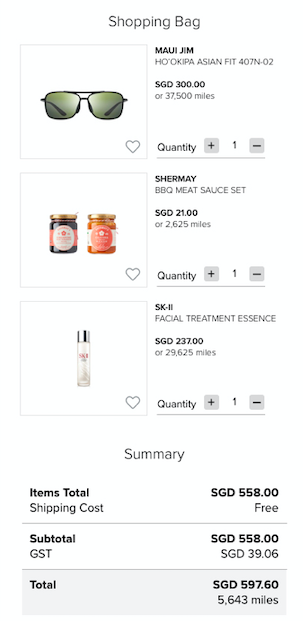 Shopping Bag
MAUI JIM
HO'OKIPA ASIAN FIT 407N-02
SGD 300.00
or 37,500 miles
Quantity + 1 —
SHERMAY
BBQ MEAT SAUCE SET
SGD 21.00
or 2,625 miles
Quantity + 1 —
SK-II
FACIAL TREATMENT ESSENCE
SGD 237.00
or 29,625 miles
Quantity + 1 —
SK-II
Summary
Items Total SGD 558.00
Shipping Cost Free
Subtotal SGD 558.00
GST SGD 39.06
Total SGD 597.60
5,643 miles